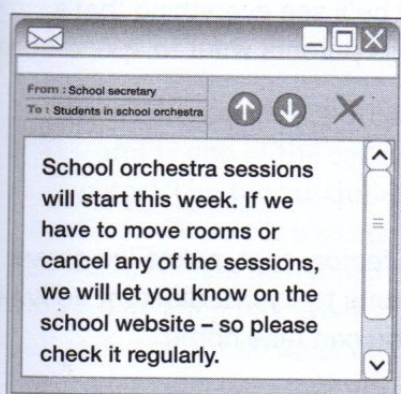 From : School secretary
To : Students in school orchestra
School orchestra sessions
will start this week. If we
have to move rooms or
cancel any of the sessions,
we will let you know on the
school website – so please
check it regularly.